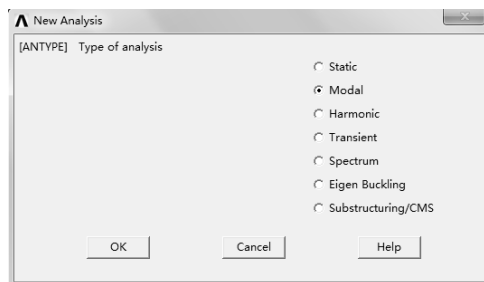 New Analysis
[ANTYPE] Type of analysis
Static
Modal
Harmonic
Transient
Spectrum
Eigen Buckling
Substructuring/CMS
OK Cancel Help